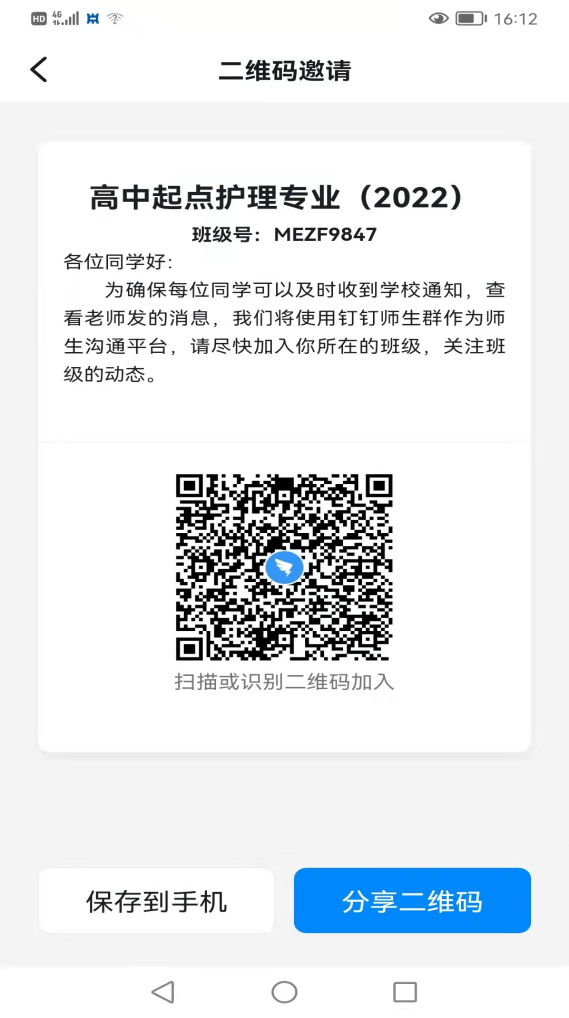 HD 4G 16:12
二维码邀请
高中起点护理专业（2022）
班级号：MEZF9847
各位同学好：
为确保每位同学可以及时收到学校通知，查
看老师发的消息，我们将使用钉钉师生群作为师
生沟通平台，请尽快加入你所在的班级，关注班
级的动态。
扫描或识别二维码加入
保存到手机 分享二维码